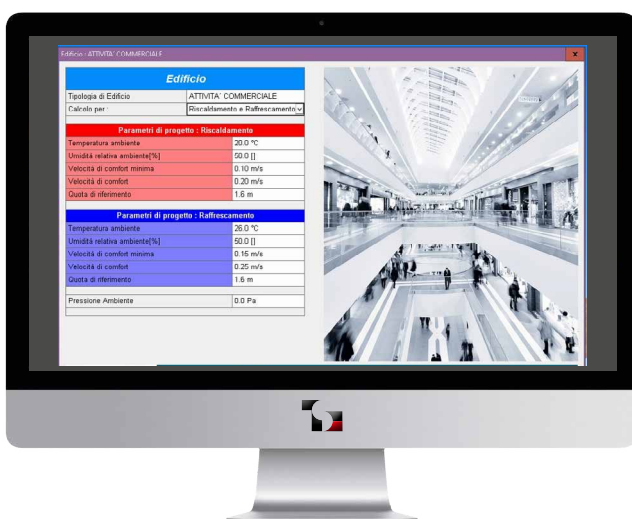 Edificio : ATTIVITA' COMMERCIALE x
Edificio
Tipologia di Edificio ATTIVITA' COMMERCIALE
Calcolo per : Riscaldamento e Raffrescamento
Parametri di progetto : Riscaldamento
Temperatura ambiente 20.0 °C
Umidità relativa ambiente[%] 50.0 []
Velocità di comfort minima 0.10 m/s
Velocità di comfort 0.20 m/s
Quota di riferimento 1.6 m
Parametri di progetto : Raffrescamento
Temperatura ambiente 26.0 °C
Umidità relativa ambiente[%] 50.0 []
Velocità di comfort minima 0.15 m/s
Velocità di comfort 0.25 m/s
Quota di riferimento 1.6 m
Pressione Ambiente 0.0 Pa